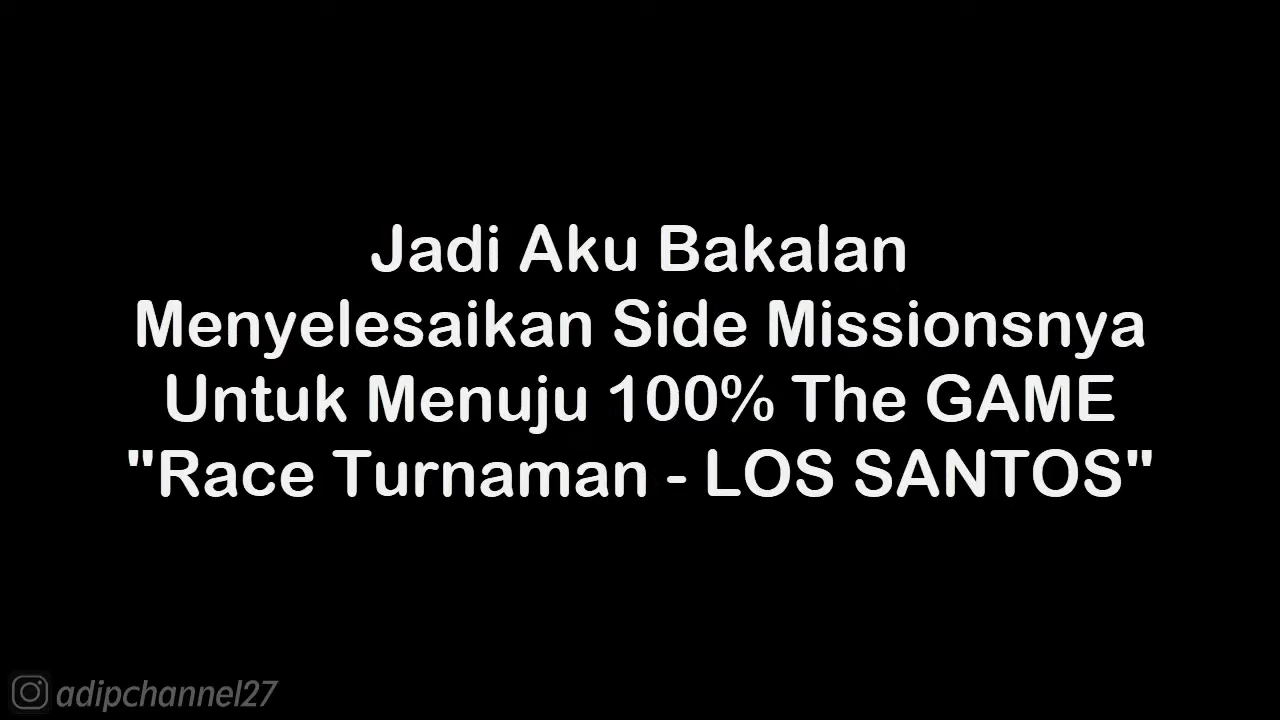 Jadi Aku Bakalan
Menyelesaikan Side Missionsnya
Untuk Menuju 100% The GAME
"Race Turnaman - LOS SANTOS"
adipchannel27